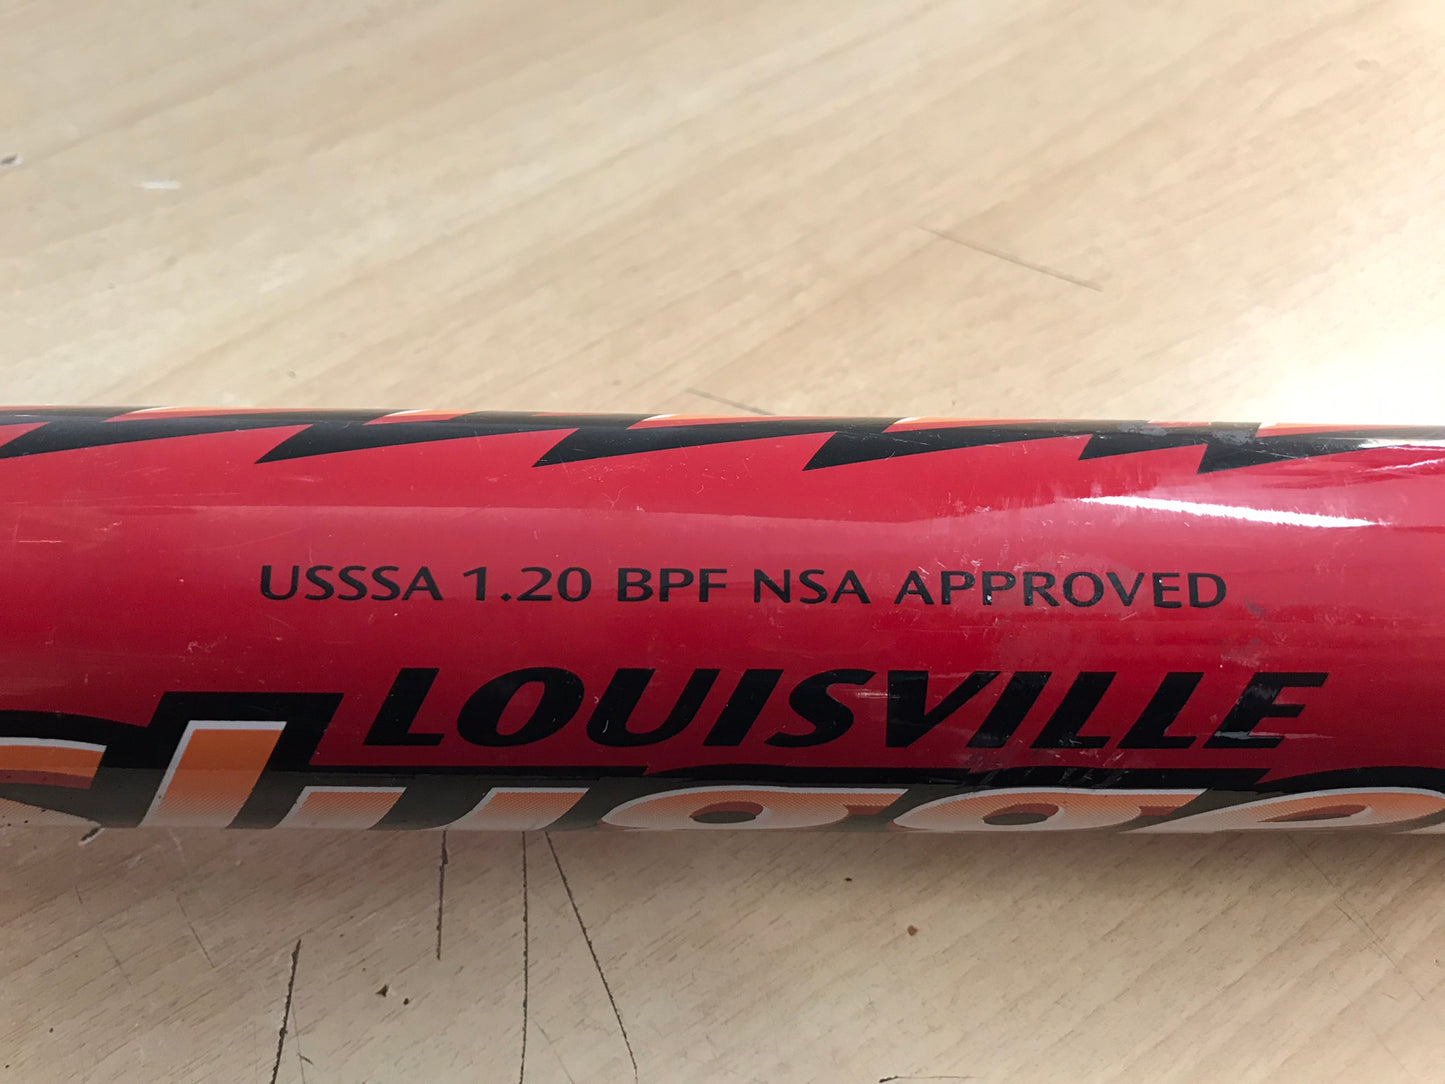 USSSA 1.20 BPF NSA APPROVED
LOUISVILLE